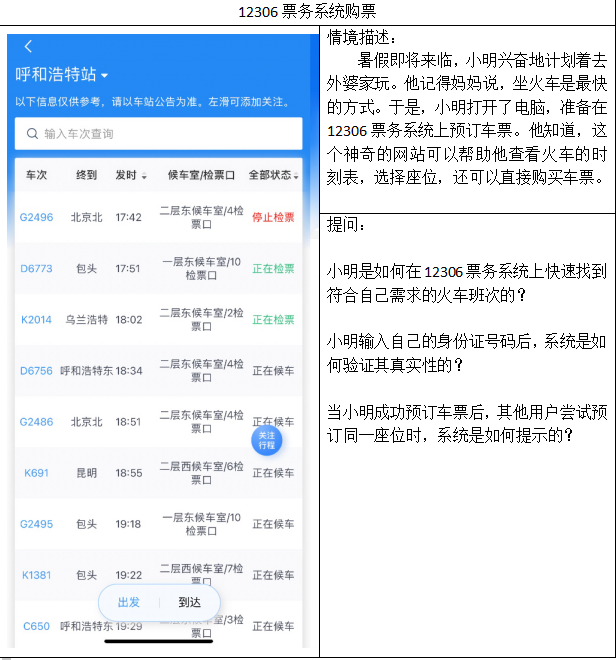 12306 票务系统购票
呼和浩特站
以下信息仅供参考，请以车站公告为准。左滑可添加关注。
输入车次查询
车次 终到 发时 候车室/检票口 全部状态
G2496 北京北 17:42 二层东候车室/4检票口 停止检票
D6773 包头 17:51 一层东候车室/10检票口 正在检票
K2014 乌兰浩特 18:02 二层东候车室/2检票口 正在检票
D6756 呼和浩特东 18:34 二层东候车室/4检票口 正在候车
G2486 北京北 18:51 二层东候车室/4检票口 正在候车
关注
行程
K691 昆明 18:55 二层西候车室/6检票口 正在候车
G2495 包头 19:18 一层东候车室/10检票口 正在候车
K1381 包头 19:22 二层西候车室/7检票口 正在候车
C650 呼和浩特东 19:29 二层东候车室/3检票口 正在候车
出发 到达
情境描述：
暑假即将来临，小明兴奋地计划着去
外婆家玩。他记得妈妈说，坐火车是最快
的方式。于是，小明打开了电脑，准备在
12306 票务系统上预订车票。他知道，这
个神奇的网站可以帮助他查看火车的时
刻表，选择座位，还可以直接购买车票。
提问：
小明是如何在 12306 票务系统上快速找到
符合自己需求的火车班次的？
小明输入自己的身份证号码后，系统是如
何验证其真实性的？
当小明成功预订车票后，其他用户尝试预
订同一座位时，系统是如何提示的？